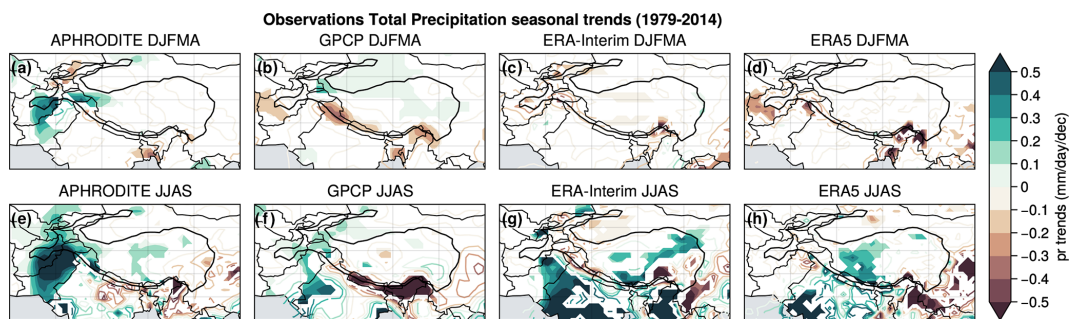 Observations Total Precipitation seasonal trends (1979-2014)
APHRODITE DJFMA GPCP DJFMA ERA-Interim DJFMA ERA5 DJFMA
(a) (b) (c) (d)
APHRODITE JJAS GPCP JJAS ERA-Interim JJAS ERA5 JJAS
(e) (f) (g) (h)
0.5
0.4
0.3
0.2
0.1
0
−0.1
−0.2
−0.3
−0.4
−0.5
pr trends (mm/day/dec)